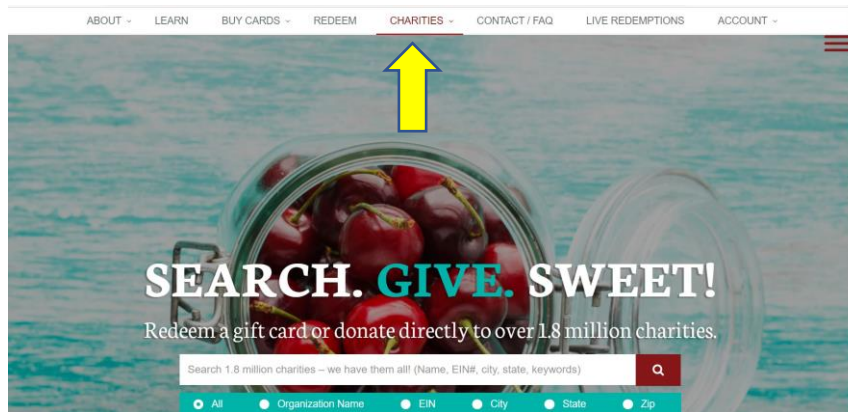 ABOUT LEARN BUY CARDS REDEEM CHARITIES CONTACT / FAQ LIVE REDEMPTIONS ACCOUNT
SEARCH. GIVE. SWEET!
Redeem a gift card or donate directly to over 1.8 million charities.
Search 1.8 million charities – we have them all! (Name, EIN#, city, state, keywords)
All Organization Name EIN City State Zip